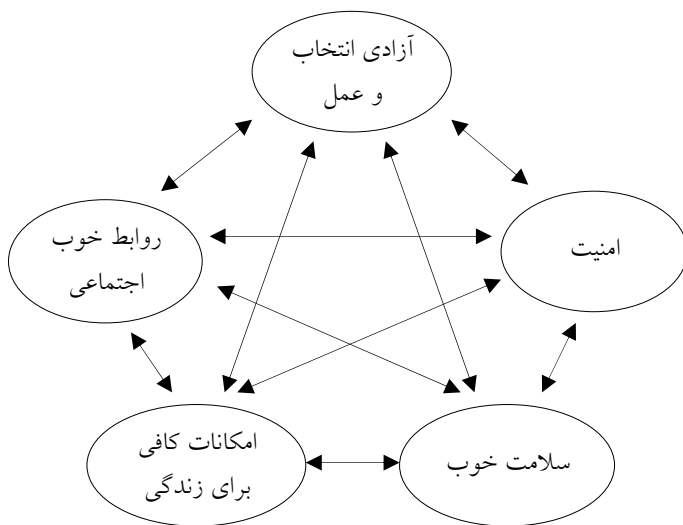 آزادی انتخاب
و عمل
امنیت
روابط خوب
اجتماعی
امکانات کافی
برای زندگی
سلامت خوب